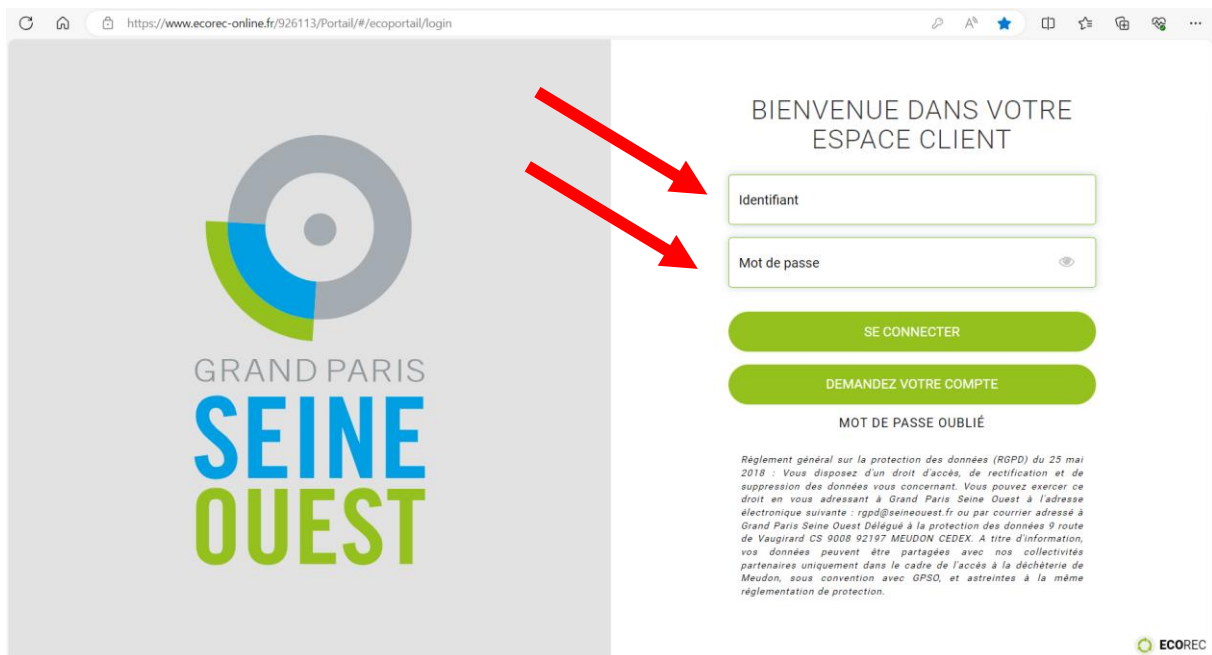 https://www.ecorec-online.fr/926113/Portail/#/ecoportail/login
GRAND PARIS
SEINE
OUEST
BIENVENUE DANS VOTRE
ESPACE CLIENT
Identifiant
Mot de passe
SE CONNECTER
DEMANDEZ VOTRE COMPTE
MOT DE PASSE OUBLIÉ
Règlement général sur la protection des données (RGPD) du 25 mai
2018 : Vous disposez d'un droit d'accès, de rectification et de
suppression des données vous concernant. Vous pouvez exercer ce
droit en vous adressant à Grand Paris Seine Ouest à l'adresse
électronique suivante : rgpd@seineouest.fr ou par courrier adressé à
Grand Paris Seine Ouest Délégué à la protection des données 9 route
de Vaugirard CS 9008 92197 MEUDON CEDEX. A titre d'information,
vos données peuvent être partagées avec nos collectivités
partenaires uniquement dans le cadre de l'accès à la déchèterie de
Meudon, sous convention avec GPSO, et astreintes à la même
réglementation de protection.
ECOREC